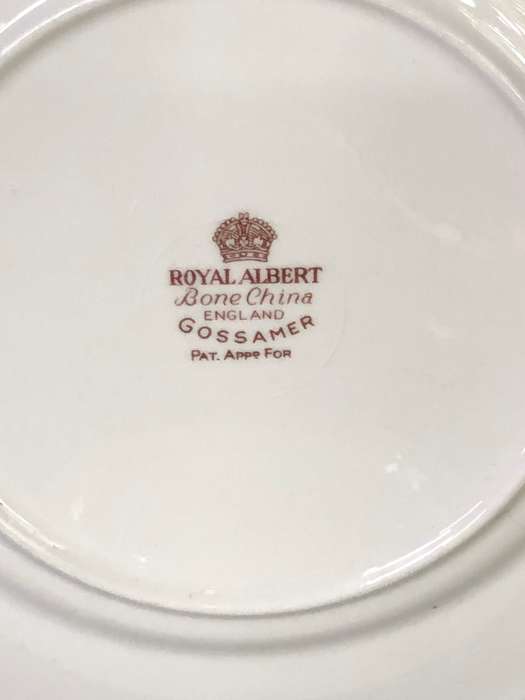 ROYAL ALBERT
Bone China
ENGLAND
GOSSAMER
PAT. APPD FOR